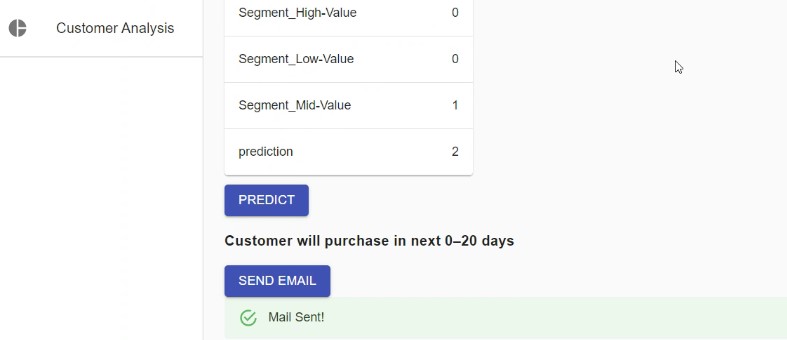 Customer Analysis
Segment_High-Value 0
Segment_Low-Value 0
Segment_Mid-Value 1
prediction 2
PREDICT
Customer will purchase in next 0–20 days
SEND EMAIL
Mail Sent!